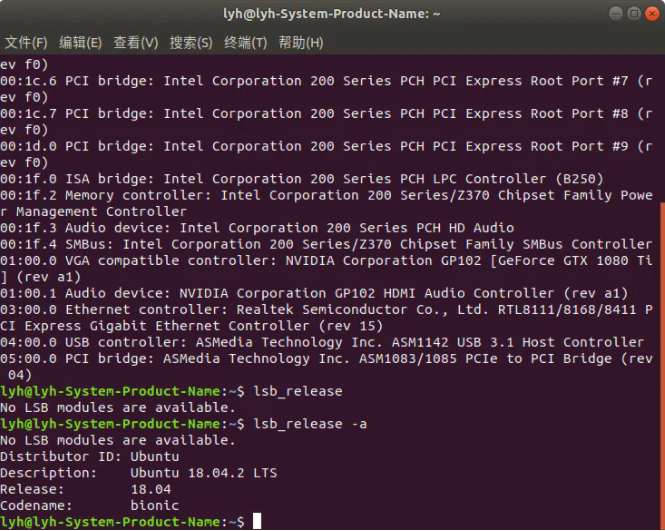 lyh@lyh-System-Product-Name: ~
文件(F) 编辑(E) 查看(V) 搜索(S) 终端(T) 帮助(H)
ev f0)
00:1c.6 PCI bridge: Intel Corporation 200 Series PCH PCI Express Root Port #7 (r
ev f0)
00:1c.7 PCI bridge: Intel Corporation 200 Series PCH PCI Express Root Port #8 (r
ev f0)
00:1d.0 PCI bridge: Intel Corporation 200 Series PCH PCI Express Root Port #9 (r
ev f0)
00:1f.0 ISA bridge: Intel Corporation 200 Series PCH LPC Controller (B250)
00:1f.2 Memory controller: Intel Corporation 200 Series/Z370 Chipset Family Powe
r Management Controller
00:1f.3 Audio device: Intel Corporation 200 Series PCH HD Audio
00:1f.4 SMBus: Intel Corporation 200 Series/Z370 Chipset Family SMBus Controller
01:00.0 VGA compatible controller: NVIDIA Corporation GP102 [GeForce GTX 1080 Ti
] (rev a1)
01:00.1 Audio device: NVIDIA Corporation GP102 HDMI Audio Controller (rev a1)
03:00.0 Ethernet controller: Realtek Semiconductor Co., Ltd. RTL8111/8168/8411 P
CI Express Gigabit Ethernet Controller (rev 15)
04:00.0 USB controller: ASMedia Technology Inc. ASM1142 USB 3.1 Host Controller
05:00.0 PCI bridge: ASMedia Technology Inc. ASM1083/1085 PCIe to PCI Bridge (rev
 04)
lyh@lyh-System-Product-Name:~$ lsb_release
No LSB modules are available.
lyh@lyh-System-Product-Name:~$ lsb_release -a
No LSB modules are available.
Distributor ID: Ubuntu
Description:    Ubuntu 18.04.2 LTS
Release:        18.04
Codename:       bionic
lyh@lyh-System-Product-Name:~$